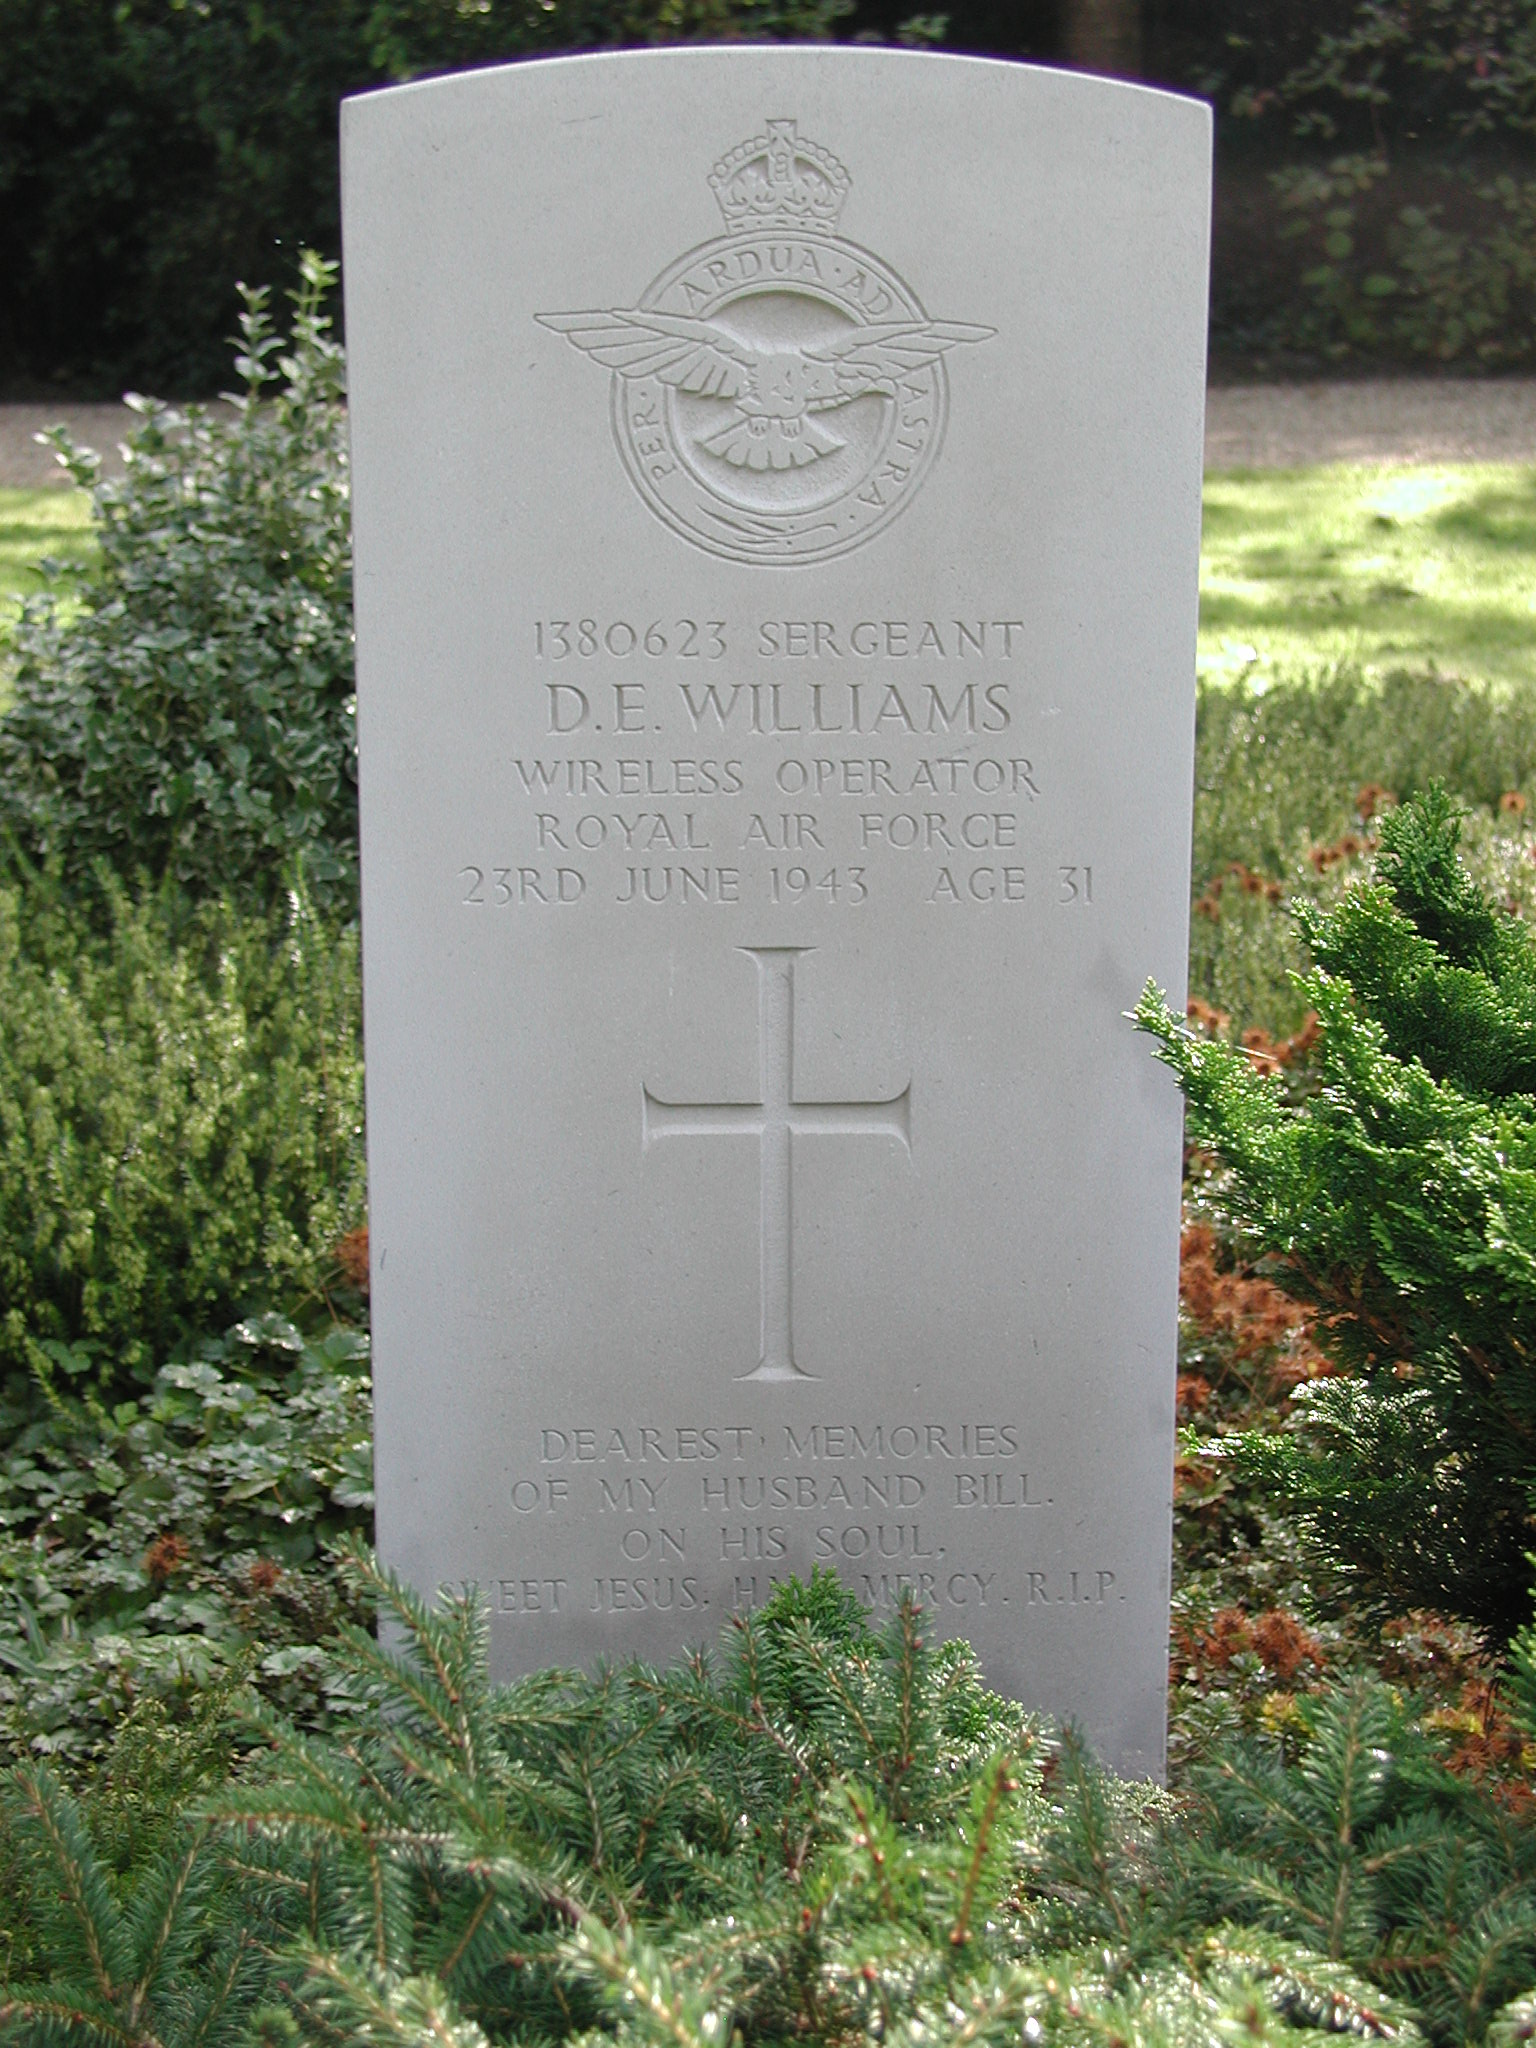 PER · ARDUA · AD ASTRA ·
1380623 SERGEANT
D.E. WILLIAMS
WIRELESS OPERATOR
ROYAL AIR FORCE
23RD JUNE 1943 AGE 31
DEAREST MEMORIES
OF MY HUSBAND BILL.
ON HIS SOUL,
SWEET JESUS, MERCY. R.I.P.